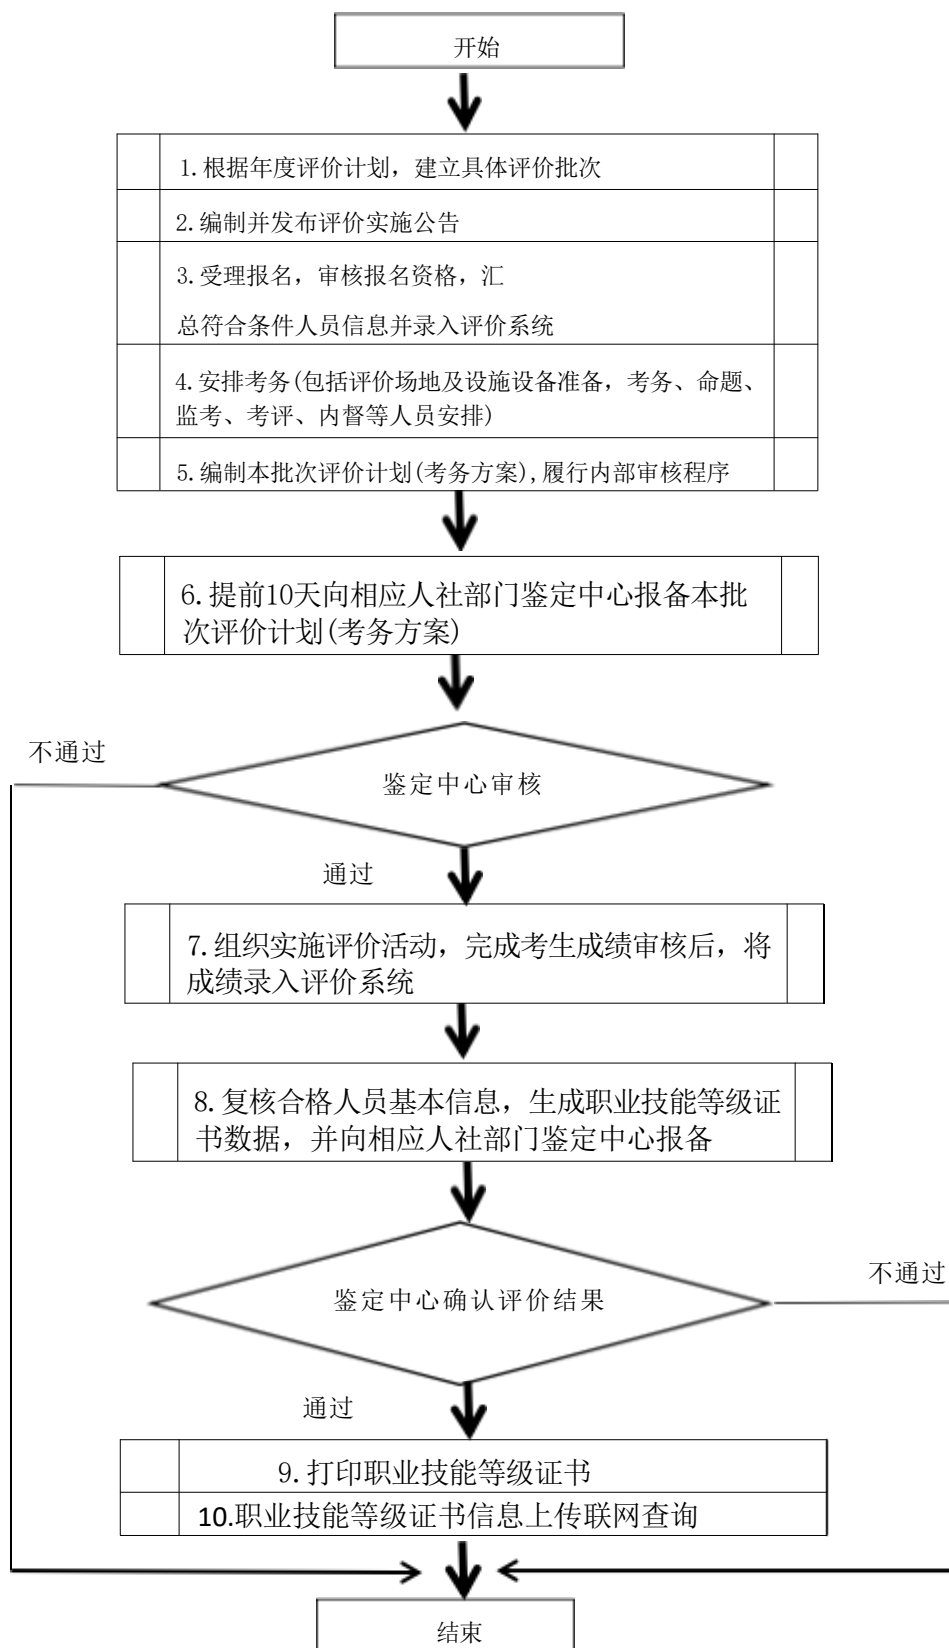 开始
1.根据年度评价计划，建立具体评价批次
2.编制并发布评价实施公告
3.受理报名，审核报名资格，汇
总符合条件人员信息并录入评价系统
4.安排考务(包括评价场地及设施设备准备，考务、命题、
监考、考评、内督等人员安排)
5.编制本批次评价计划(考务方案),履行内部审核程序
6.提前10天向相应人社部门鉴定中心报备本批
次评价计划(考务方案)
不通过
鉴定中心审核
通过
7.组织实施评价活动，完成考生成绩审核后，将
成绩录入评价系统
8.复核合格人员基本信息，生成职业技能等级证
书数据，并向相应人社部门鉴定中心报备
不通过
鉴定中心确认评价结果
通过
9.打印职业技能等级证书
10.职业技能等级证书信息上传联网查询
结束